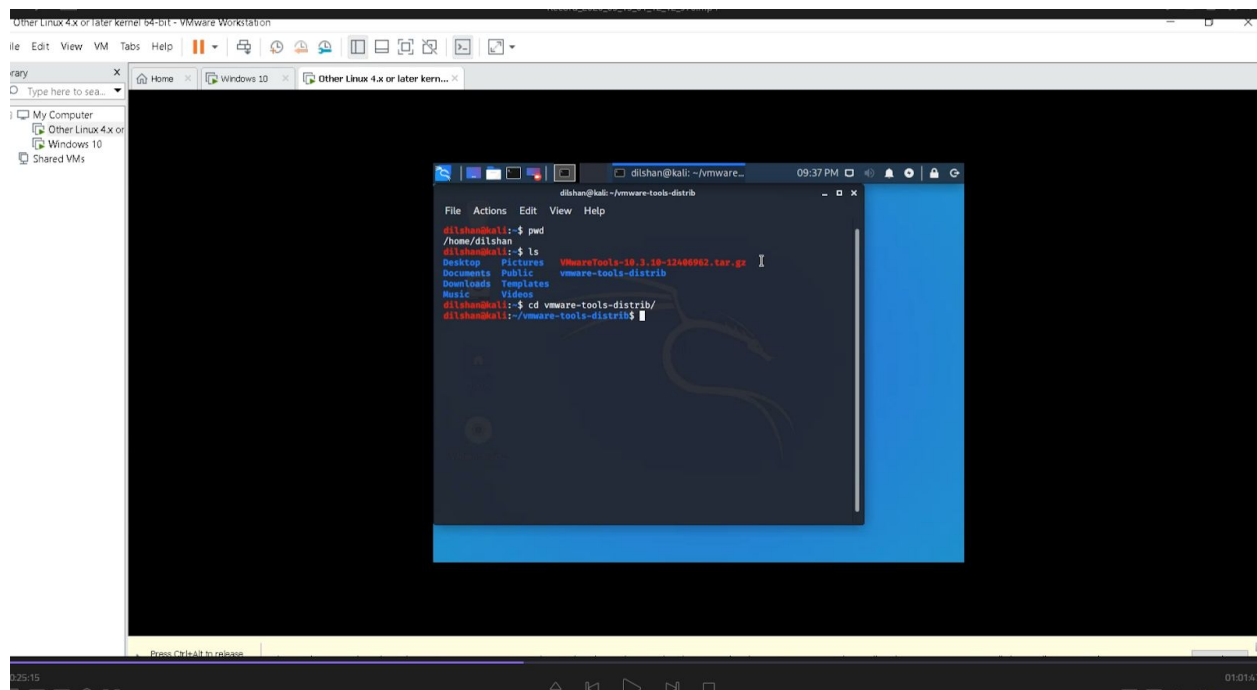 Other Linux 4.x or later kernel 64-bit - VMware Workstation
ile Edit View VM Tabs Help
rary
Type here to sea...
Home
Windows 10
Other Linux 4.x or later kern...
My Computer
Other Linux 4.x or
Windows 10
Shared VMs
dilshan@kali: ~/vmware...
09:37 PM
dilshan@kali: ~/vmware-tools-distrib
File Actions Edit View Help
dilshan@kali:~$ pwd
/home/dilshan
dilshan@kali:~$ ls
Desktop Pictures VMwareTools-10.3.10-12406962.tar.gz
Documents Public vmware-tools-distrib
Downloads Templates
Music Videos
dilshan@kali:~$ cd vmware-tools-distrib/
dilshan@kali:~/vmware-tools-distrib$
Press Ctrl+Alt to release
0:25:15
01:01:4